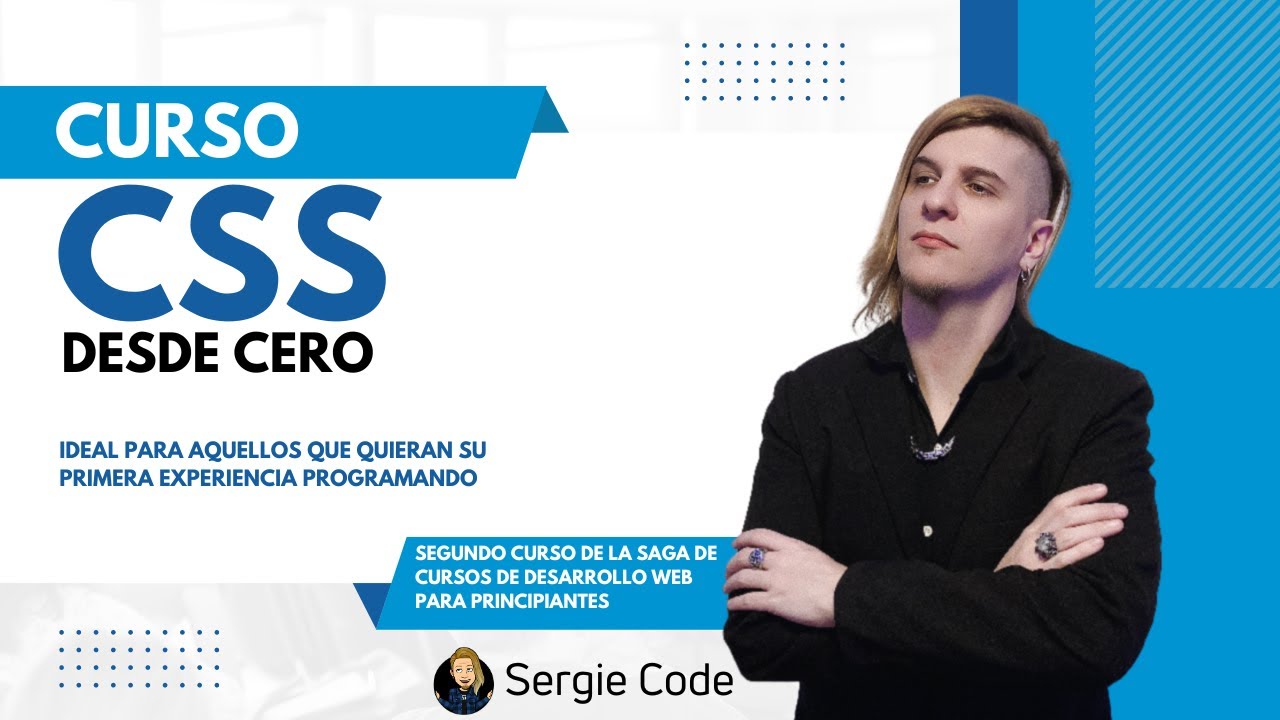 CURSO
CSS
DESDE CERO
IDEAL PARA AQUELLOS QUE QUIERAN SU
PRIMERA EXPERIENCIA PROGRAMANDO
SEGUNDO CURSO DE LA SAGA DE
CURSOS DE DESARROLLO WEB
PARA PRINCIPIANTES
Sergie Code